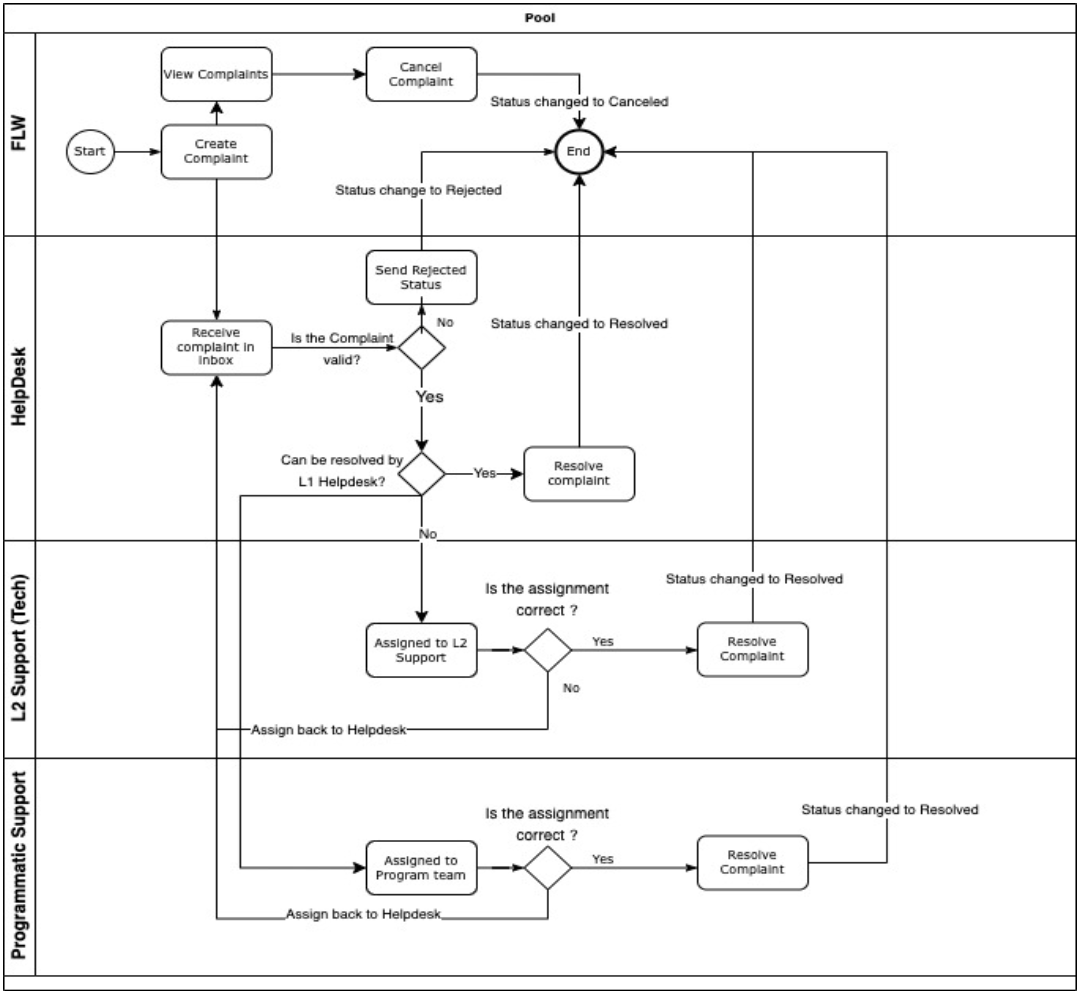 Pool
FLW
View Complaints
Cancel
Complaint
Status changed to Canceled
Start
Create
Complaint
End
Status change to Rejected
HelpDesk
Send Rejected
Status
No
Receive
complaint in
inbox
Is the Complaint
valid?
Status changed to Resolved
Yes
Can be resolved by
L1 Helpdesk?
Yes
Resolve
complaint
No
L2 Support (Tech)
Is the assignment
correct ?
Status changed to Resolved
Assigned to L2
Support
Yes
Resolve
Complaint
No
Assign back to Helpdesk
Programmatic Support
Is the assignment
correct ?
Status changed to Resolved
Assigned to
Program team
Yes
Resolve
Complaint
Assign back to Helpdesk